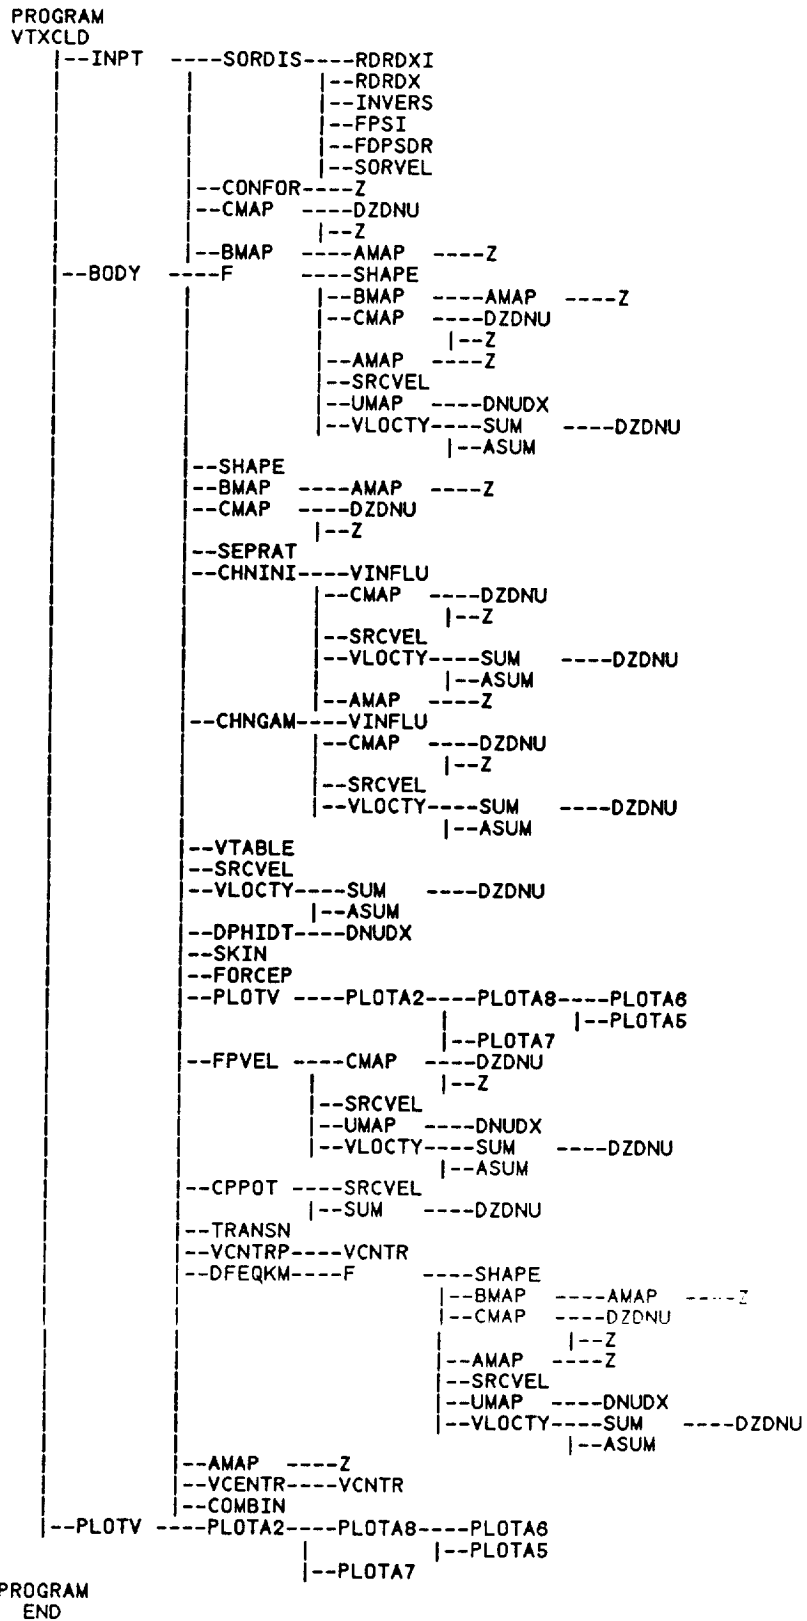 PROGRAM
VTXCLD
|--INPT ----SORDIS----RDRDXI
|--RDRDX
|--INVERS
|--FPSI
|--FDPSDR
|--SORVEL
|--CONFOR----Z
|--CMAP ----DZDNU
|--Z
|--BMAP ----AMAP ----Z
|--BODY ----F ----SHAPE
|--BMAP ----AMAP ----Z
|--CMAP ----DZDNU
|--Z
|--AMAP ----Z
|--SRCVEL
|--UMAP ----DNUDX
|--VLOCTY----SUM ----DZDNU
|--ASUM
|--SHAPE
|--BMAP ----AMAP ----Z
|--CMAP ----DZDNU
|--Z
|--SEPRAT
|--CHNINI----VINFLU
|--CMAP ----DZDNU
|--Z
|--SRCVEL
|--VLOCTY----SUM ----DZDNU
|--ASUM
|--AMAP ----Z
|--CHNGAM----VINFLU
|--CMAP ----DZDNU
|--Z
|--SRCVEL
|--VLOCTY----SUM ----DZDNU
|--ASUM
|--VTABLE
|--SRCVEL
|--VLOCTY----SUM ----DZDNU
|--ASUM
|--DPHIDT----DNUDX
|--SKIN
|--FORCEP
|--PLOTV ----PLOTA2----PLOTA8----PLOTA6
|--PLOTA5
|--PLOTA7
|--FPVEL ----CMAP ----DZDNU
|--Z
|--SRCVEL
|--UMAP ----DNUDX
|--VLOCTY----SUM ----DZDNU
|--ASUM
|--CPPOT ----SRCVEL
|--SUM ----DZDNU
|--TRANSN
|--VCNTRP----VCNTR
|--DFEQKM----F ----SHAPE
|--BMAP ----AMAP ----Z
|--CMAP ----DZDNU
|--Z
|--AMAP ----Z
|--SRCVEL
|--UMAP ----DNUDX
|--VLOCTY----SUM ----DZDNU
|--ASUM
|--AMAP ----Z
|--VCENTR----VCNTR
|--COMBIN
|--PLOTV ----PLOTA2----PLOTA8----PLOTA6
|--PLOTA5
|--PLOTA7
PROGRAM
END